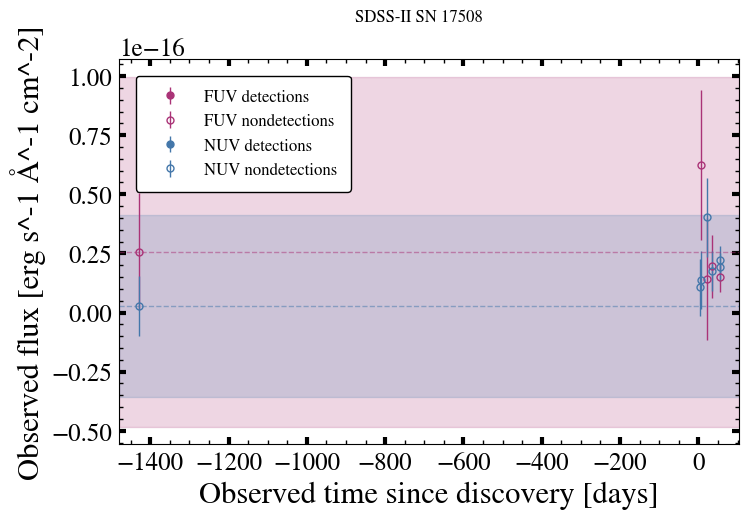 SDSS-II SN 17508
1e−16
FUV detections
FUV nondetections
NUV detections
NUV nondetections
1.00
0.75
0.50
0.25
0.00
−0.25
−0.50
Observed flux [erg s^-1 Å^-1 cm^-2]
−1400 −1200 −1000 −800 −600 −400 −200 0
Observed time since discovery [days]